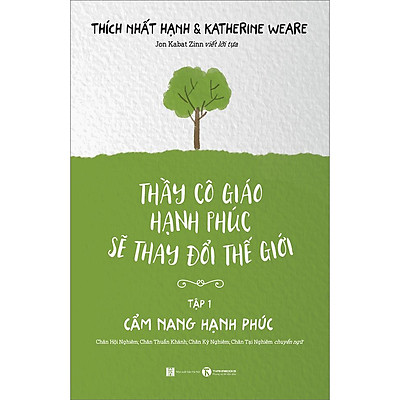 THÍCH NHẤT HẠNH & KATHERINE WEARE
Jon Kabat Zinn viết lời tựa
THẦY CÔ GIÁO
HẠNH PHÚC
SẼ THAY ĐỔI THẾ GIỚI
TẬP 1
CẨM NANG HẠNH PHÚC
Chân Hội Nghiêm; Chân Thuần Khánh; Chân Kỳ Nghiêm; Chân Tại Nghiêm chuyển ngữ